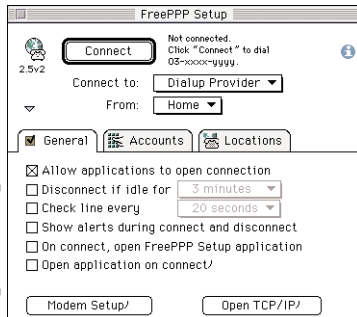 FreePPP Setup
Connect
Not connected.
Click "Connect" to dial
03-xxxx-yyyy.
2.5v2
Connect to: Dialup Provider
From: Home
General Accounts Locations
Allow applications to open connection
Disconnect if idle for 3 minutes
Check line every 20 seconds
Show alerts during connect and disconnect
On connect, open FreePPP Setup application
Open application on connect/
Modem Setup/ Open TCP/IP/